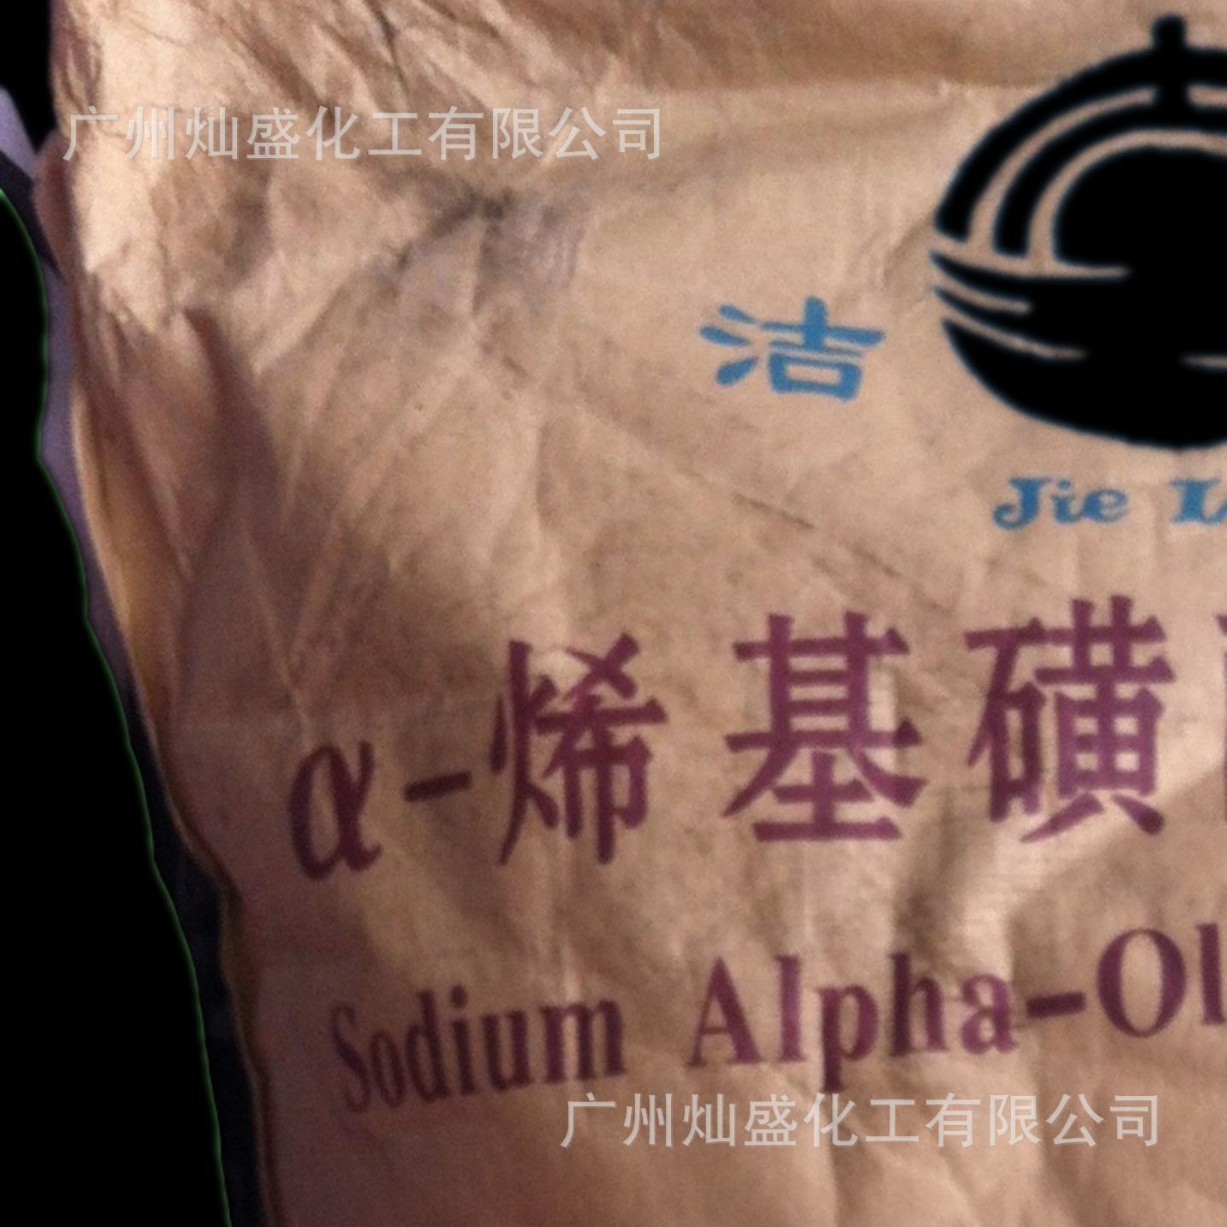 广州灿盛化工有限公司
洁
Jie
α-烯基磺
Sodium Alpha-Ol
广州灿盛化工有限公司